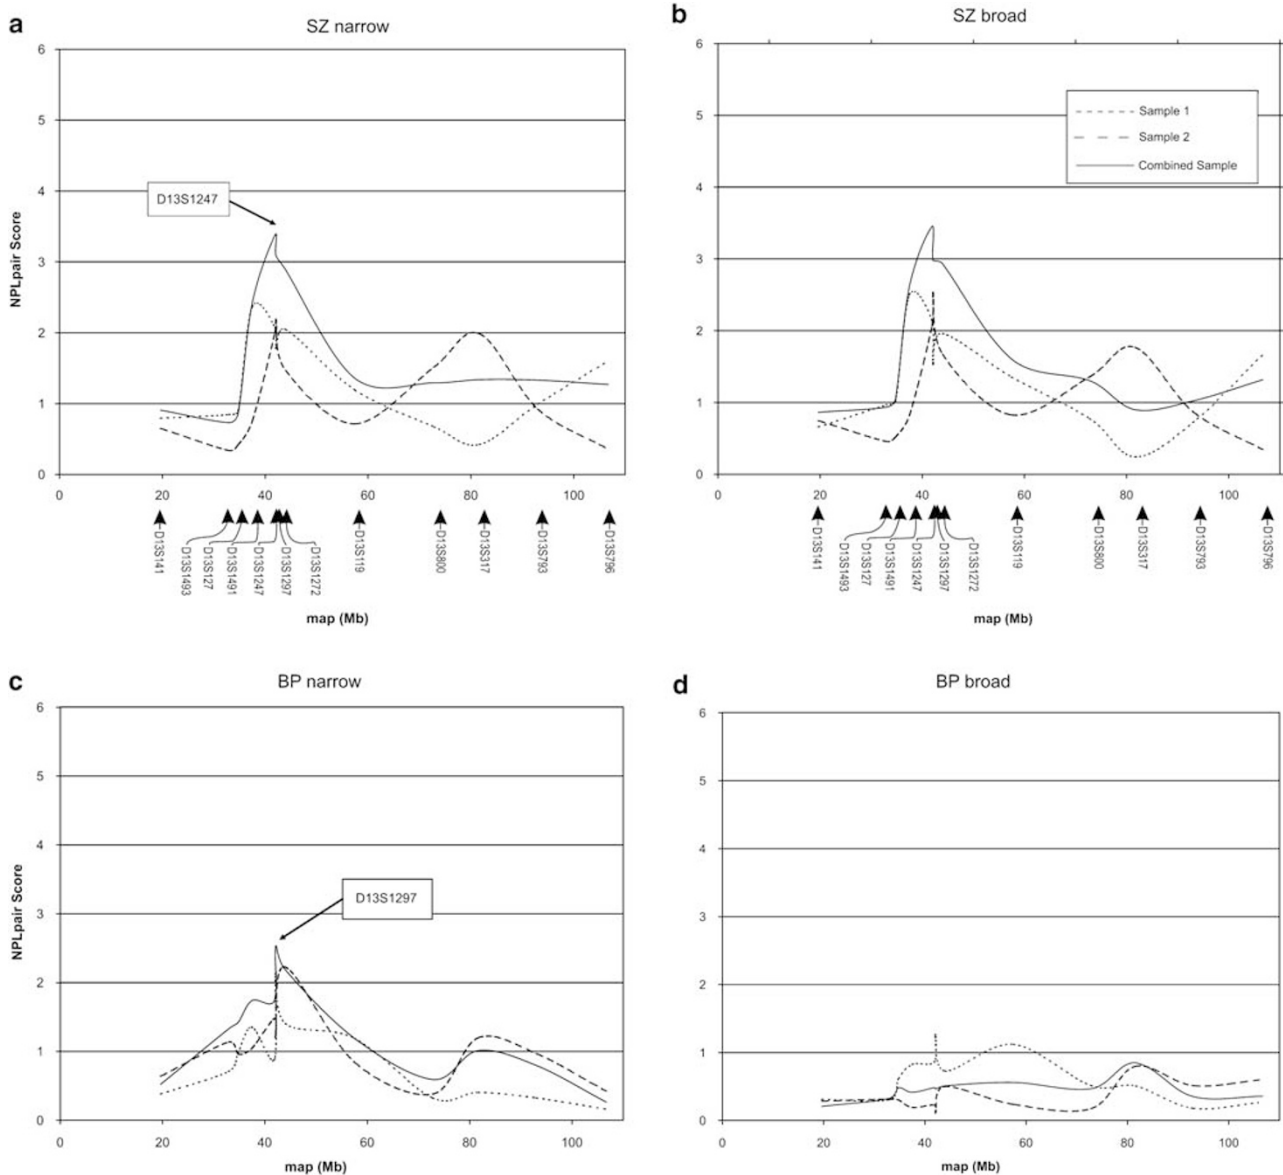 a
SZ narrow
6
5
4
3
2
1
0
NPLpair Score
D13S1247
0 20 40 60 80 100
D13S141
D13S1493
D13S127
D13S1491
D13S1247
D13S1297
D13S1272
D13S119
D13S800
D13S317
D13S793
D13S796
map (Mb)
b
SZ broad
6
5
4
3
2
1
0
Sample 1
Sample 2
Combined Sample
0 20 40 60 80 100
D13S141
D13S1493
D13S127
D13S1491
D13S1247
D13S1297
D13S1272
D13S119
D13S800
D13S317
D13S793
D13S796
map (Mb)
c
BP narrow
6
5
4
3
2
1
0
NPLpair Score
D13S1297
0 20 40 60 80 100
map (Mb)
d
BP broad
6
5
4
3
2
1
0
0 20 40 60 80 100
map (Mb)